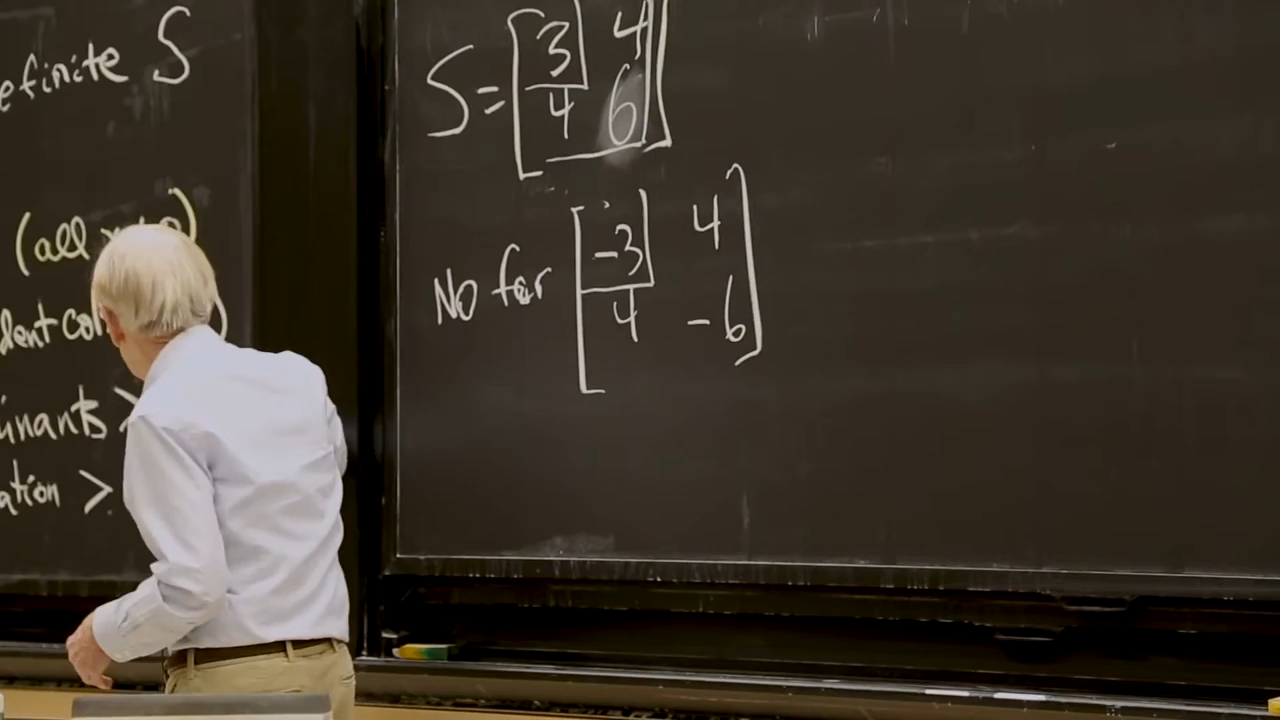 efinite S
(all
dent co
inants >
ation >
S = [3 4
4 6]
No for [-3 4
4 -6]